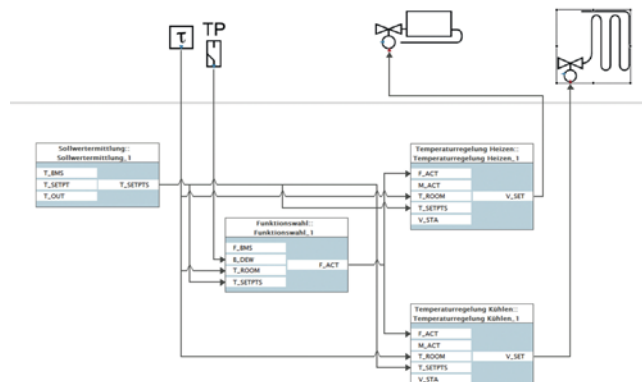 τ
TP
Sollwertermittlung::
Sollwertermittlung_1
T_BMS
T_SETPT
T_SETPTS
T_OUT
Temperaturregelung Heizen::
Temperaturregelung Heizen_1
F_ACT
M_ACT
T_ROOM
V_SET
T_SETPTS
V_STA
Funktionswahl::
Funktionswahl_1
F_BMS
B_DEW
F_ACT
T_ROOM
T_SETPTS
Temperaturregelung Kühlen::
Temperaturregelung Kühlen_1
F_ACT
M_ACT
T_ROOM
V_SET
T_SETPTS
V_STA